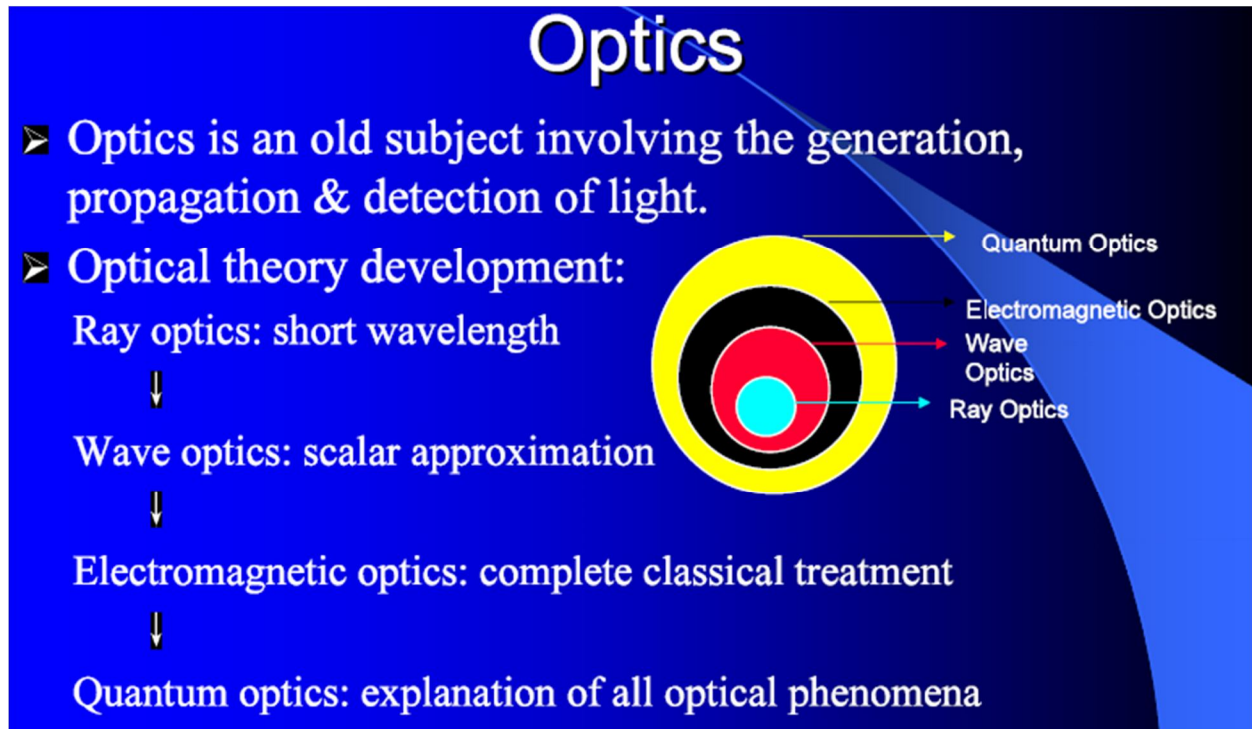 Optics
Optics is an old subject involving the generation,
propagation & detection of light.
Optical theory development:
Ray optics: short wavelength
Wave optics: scalar approximation
Electromagnetic optics: complete classical treatment
Quantum optics: explanation of all optical phenomena
Quantum Optics
Electromagnetic Optics
Wave
Optics
Ray Optics